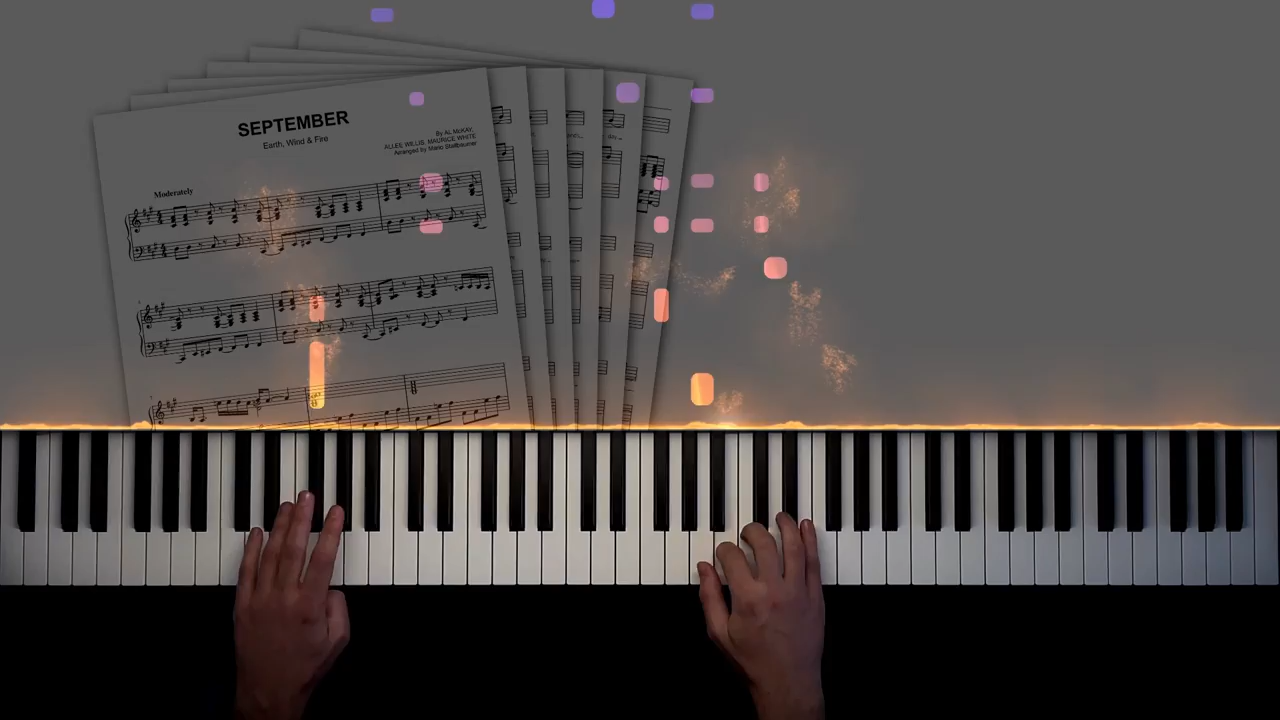 SEPTEMBER
Earth, Wind & Fire
By AL McKAY,
ALLEE WILLIS, MAURICE WHITE
Arranged by Mario Stallbaumer
Moderately